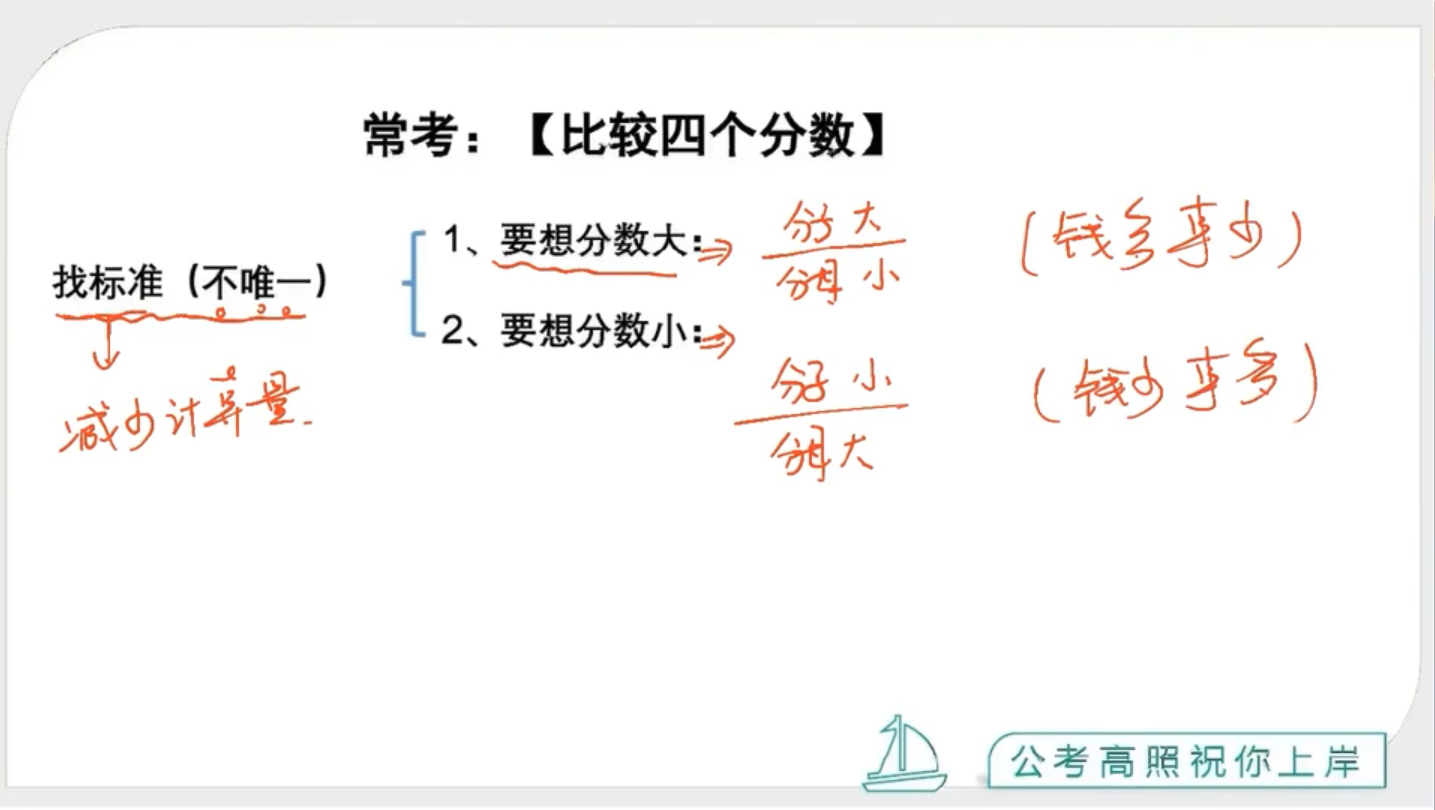 常考：【比较四个分数】
找标准（不唯一）
减少计算量.
1、要想分数大：
分子大
分母小
（钱多事少）
2、要想分数小：
分子小
分母大
（钱少事多）
公考高照祝你上岸